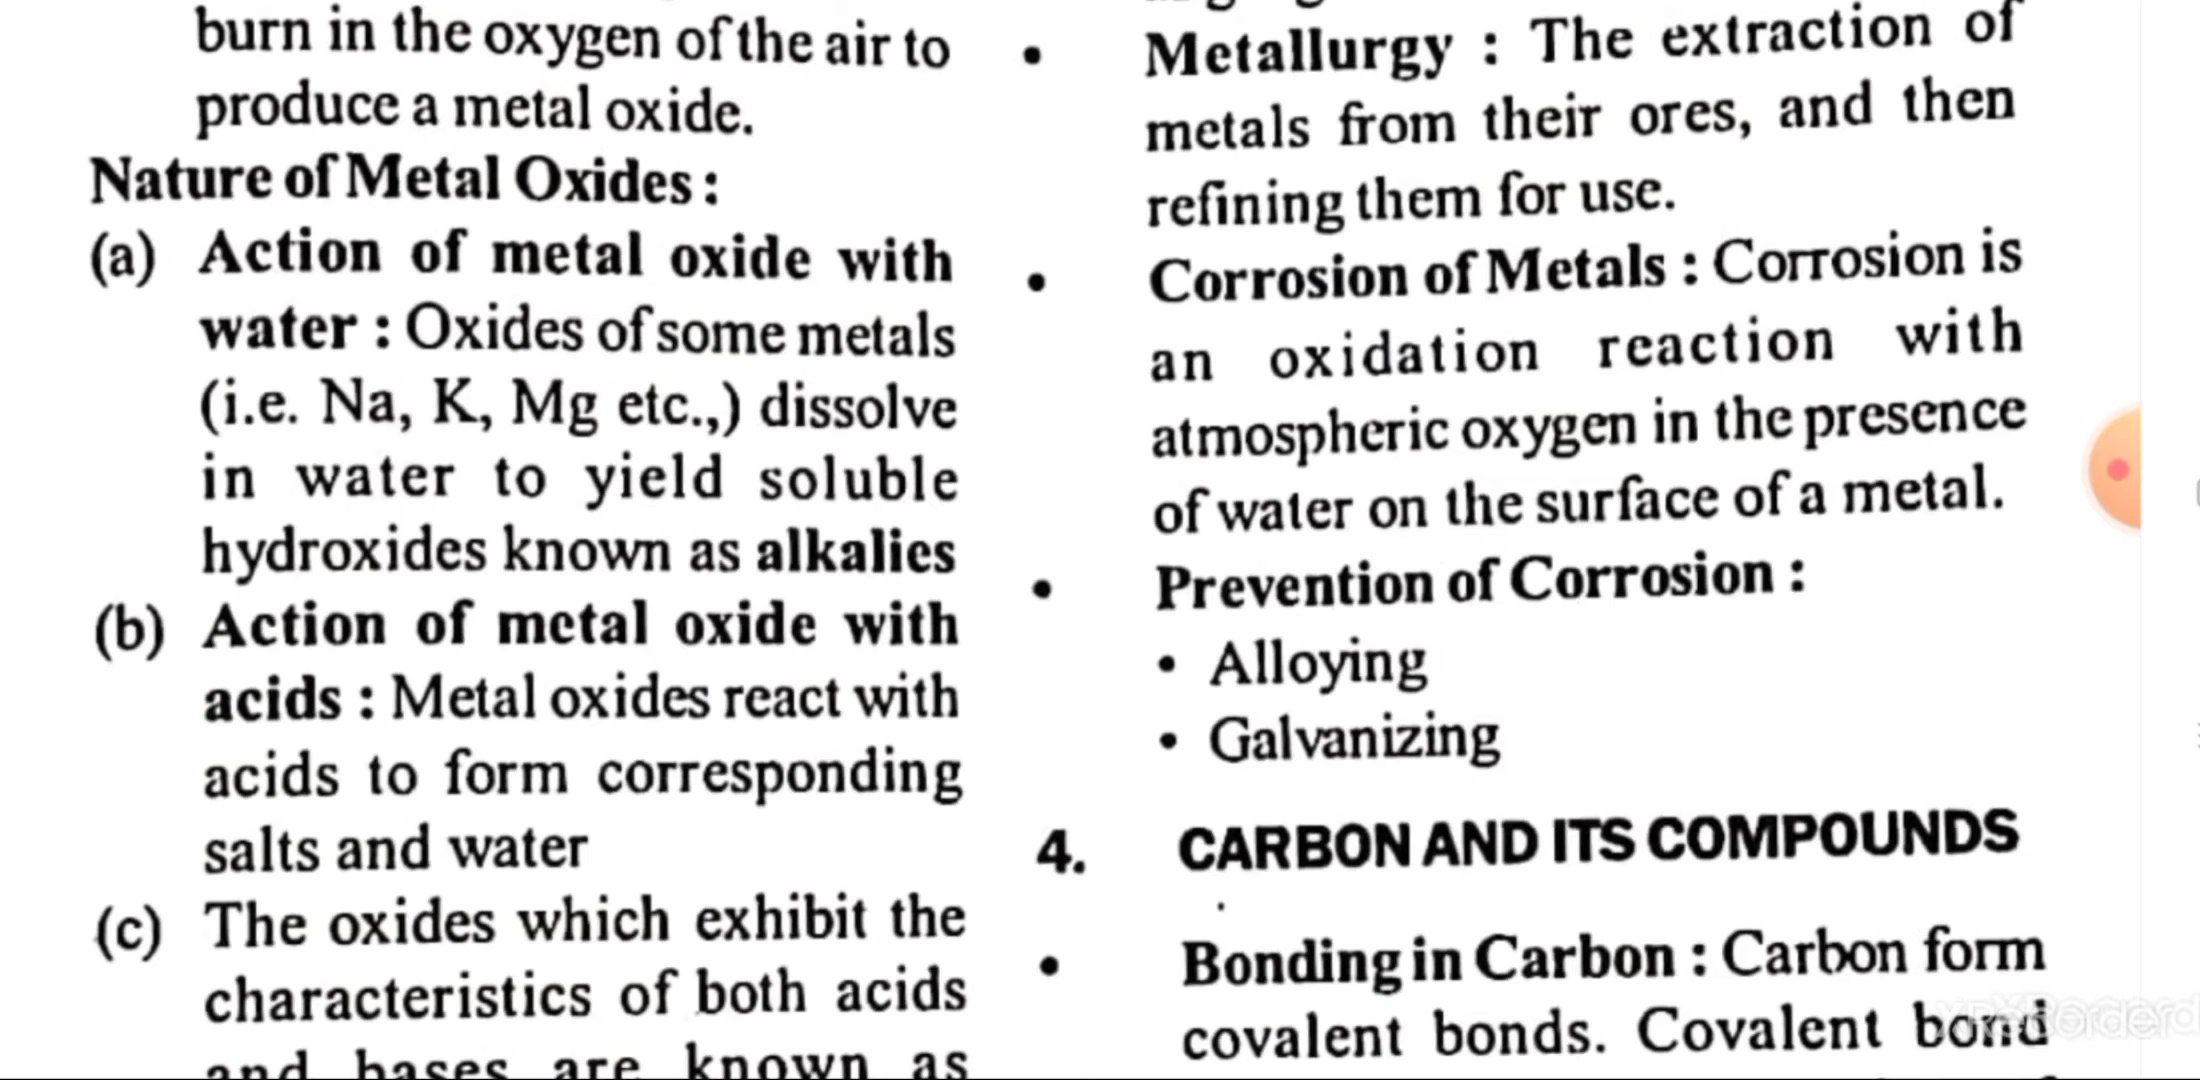 burn in the oxygen of the air to
produce a metal oxide.
Nature of Metal Oxides :
(a) Action of metal oxide with
water : Oxides of some metals
(i.e. Na, K, Mg etc.,) dissolve
in water to yield soluble
hydroxides known as alkalies
(b) Action of metal oxide with
acids : Metal oxides react with
acids to form corresponding
salts and water
(c) The oxides which exhibit the
characteristics of both acids
and bases are known as
• Metallurgy : The extraction of
metals from their ores, and then
refining them for use.
• Corrosion of Metals : Corrosion is
an oxidation reaction with
atmospheric oxygen in the presence
of water on the surface of a metal.
• Prevention of Corrosion :
• Alloying
• Galvanizing
4. CARBON AND ITS COMPOUNDS
• Bonding in Carbon : Carbon form
covalent bonds. Covalent bond